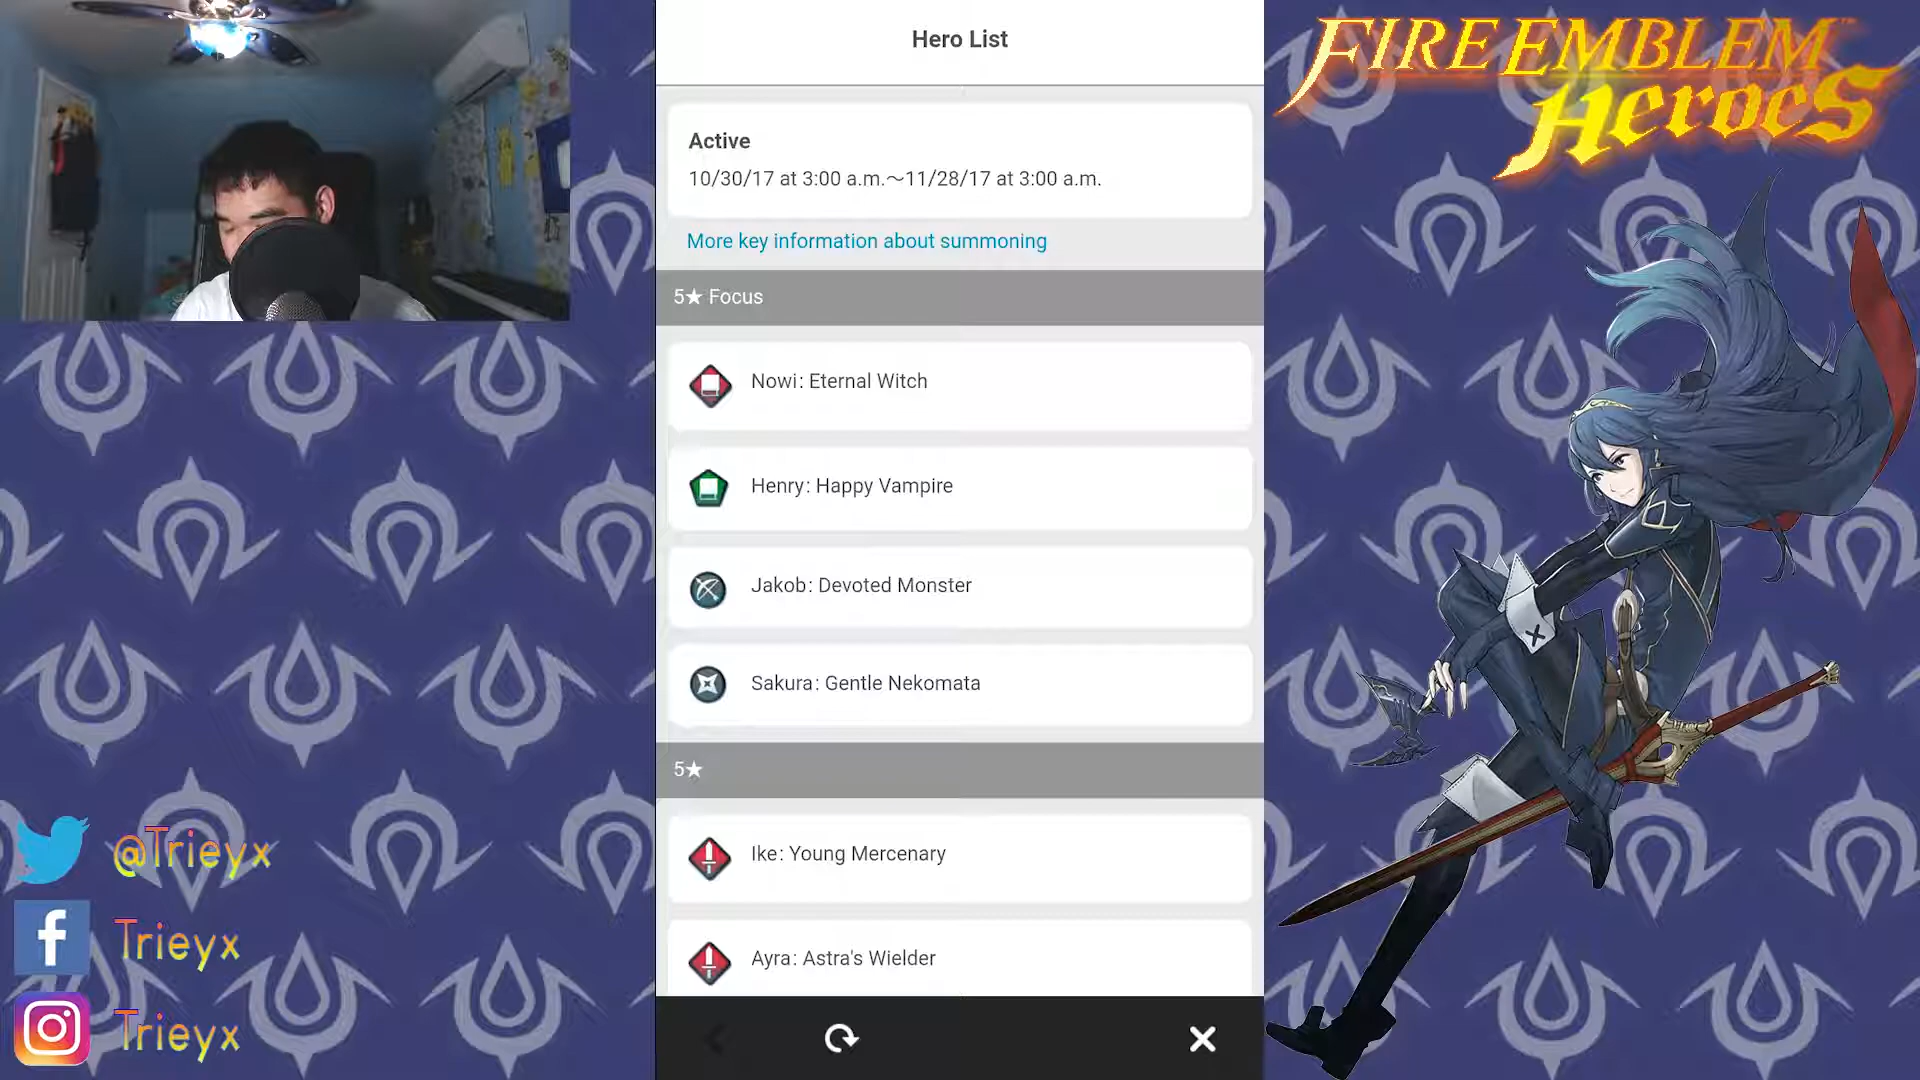 Hero List
Active
10/30/17 at 3:00 a.m.～11/28/17 at 3:00 a.m.
More key information about summoning
5★ Focus
Nowi: Eternal Witch
Henry: Happy Vampire
Jakob: Devoted Monster
Sakura: Gentle Nekomata
5★
Ike: Young Mercenary
Ayra: Astra's Wielder
FIRE EMBLEM
Heroes
@Trieyx
Trieyx
Trieyx